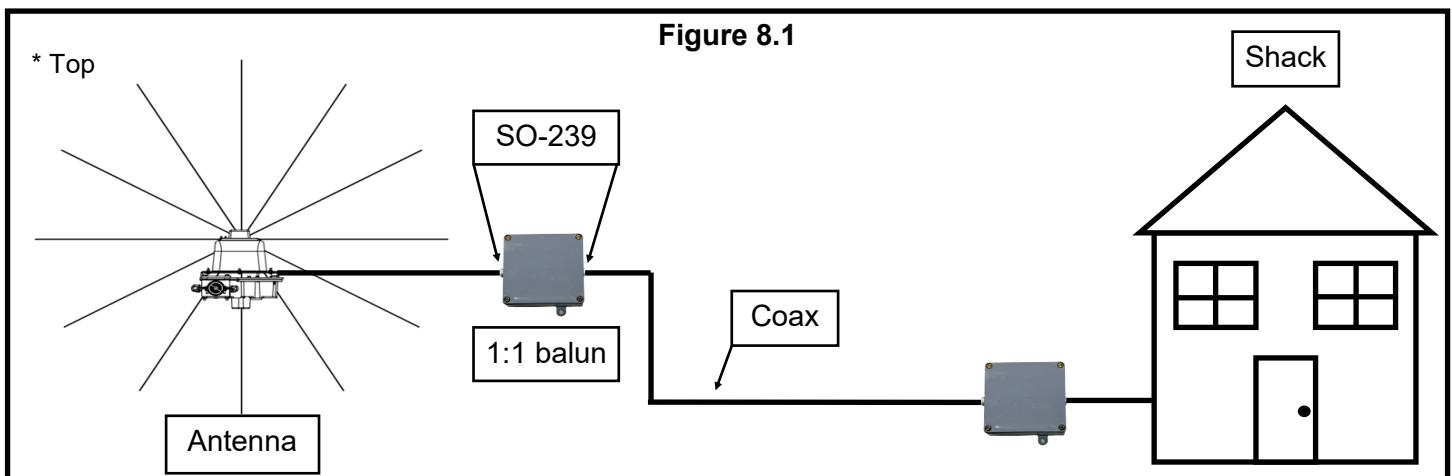 Figure 8.1
* Top
Shack
SO-239
Coax
1:1 balun
Antenna